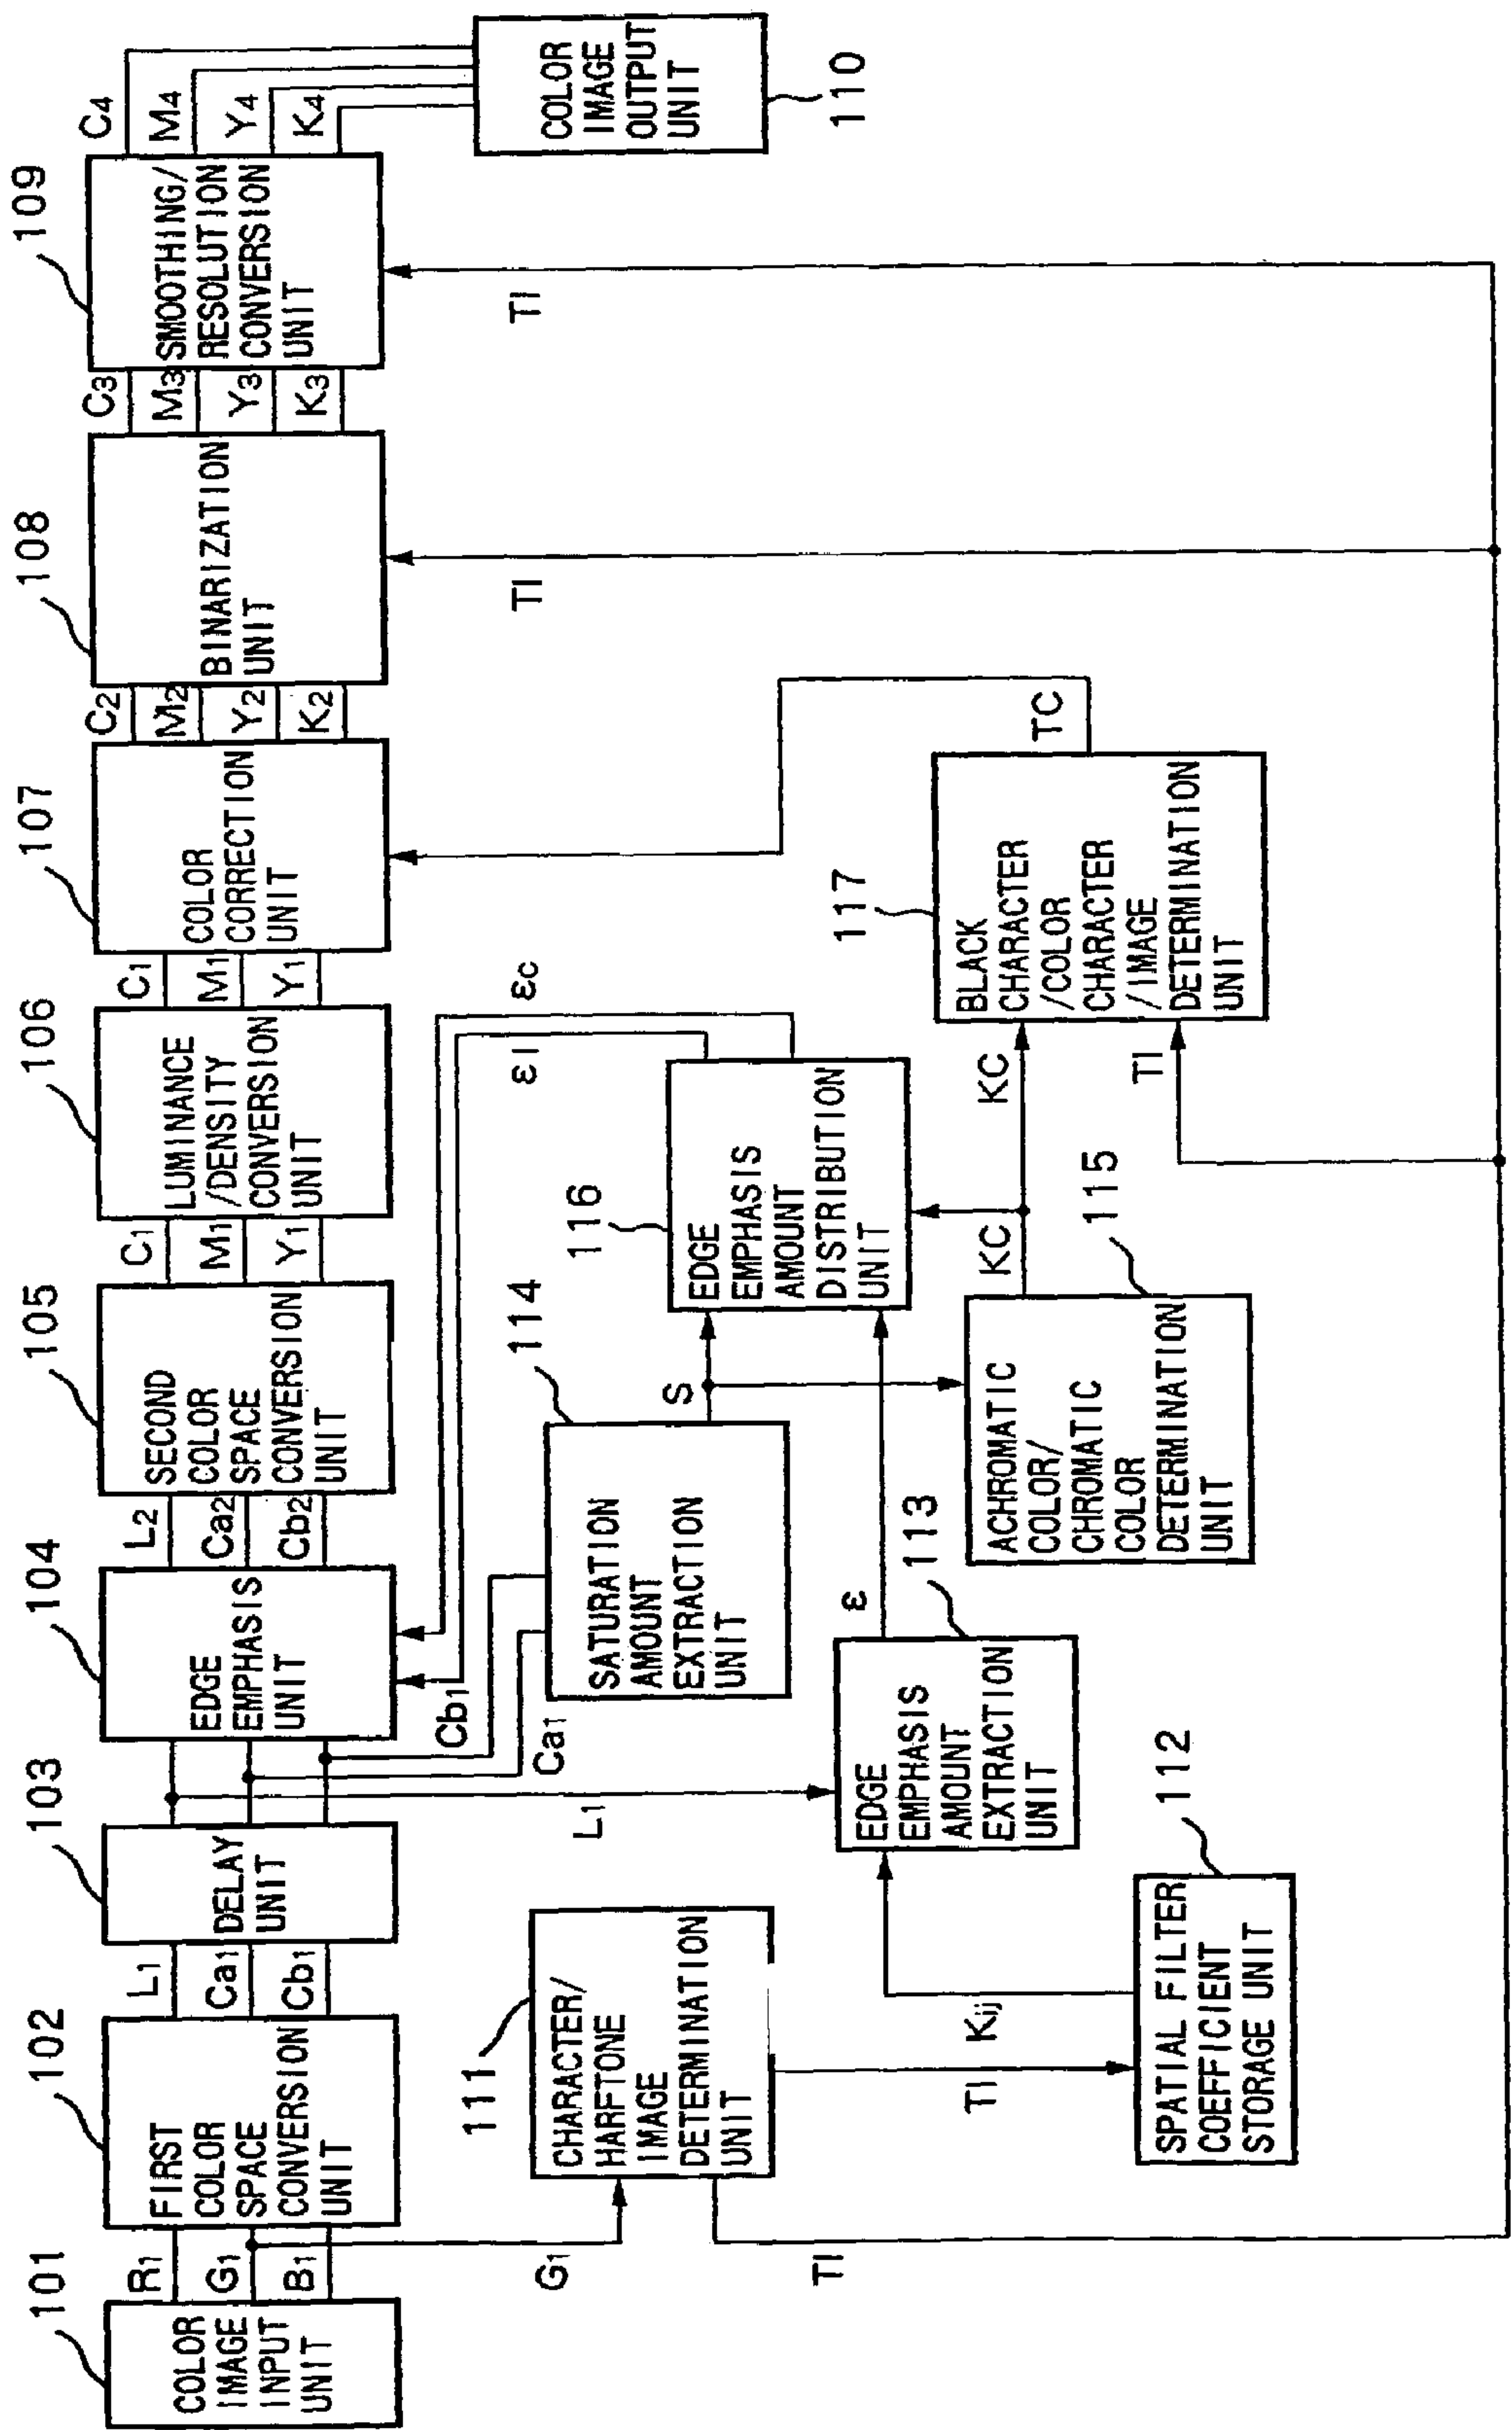 101
COLOR
IMAGE
INPUT
UNIT
R1
G1
B1
102
FIRST
COLOR
SPACE
CONVERSION
UNIT
L1
Ca1
Cb1
103
DELAY
UNIT
104
EDGE
EMPHASIS
UNIT
L2
Ca2
Cb2
105
SECOND
COLOR
SPACE
CONVERSION
UNIT
C1
M1
Y1
106
LUMINANCE
/DENSITY
CONVERSION
UNIT
C1
M1
Y1
107
COLOR
CORRECTION
UNIT
C2
M2
Y2
K2
108
BINARIZATION
UNIT
C3
M3
Y3
K3
109
SMOOTHING/
RESOLUTION
CONVERSION
UNIT
C4
M4
Y4
K4
COLOR
IMAGE
OUTPUT
UNIT
110
G1
TI
111
CHARACTER/
HARFTONE
IMAGE
DETERMINATION
UNIT
TI
Kij
SPATIAL FILTER
COEFFICIENT
STORAGE UNIT
112
L1
EDGE
EMPHASIS
AMOUNT
EXTRACTION
UNIT
113
ε
Cb1
Ca1
SATURATION
AMOUNT
EXTRACTION
UNIT
114
S
ACHROMATIC
COLOR/
CHROMATIC
COLOR
DETERMINATION
UNIT
115
KC
KC
116
EDGE
EMPHASIS
AMOUNT
DISTRIBUTION
UNIT
εl
εc
TI
117
BLACK
CHARACTER
/COLOR
CHARACTER
/IMAGE
DETERMINATION
UNIT
TC
TI
TI